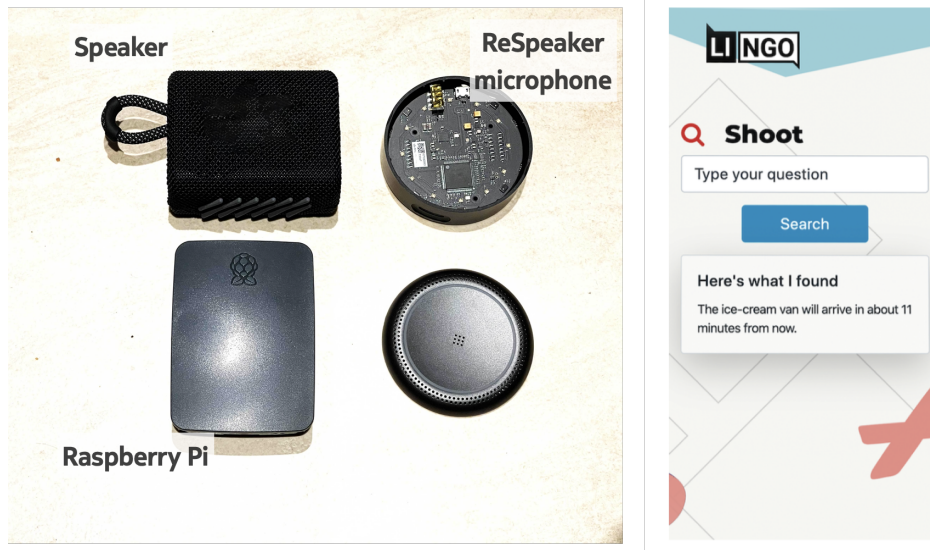 Speaker
ReSpeaker
microphone
Raspberry Pi
LINGO
Shoot
Type your question
Search
Here's what I found
The ice-cream van will arrive in about 11
minutes from now.